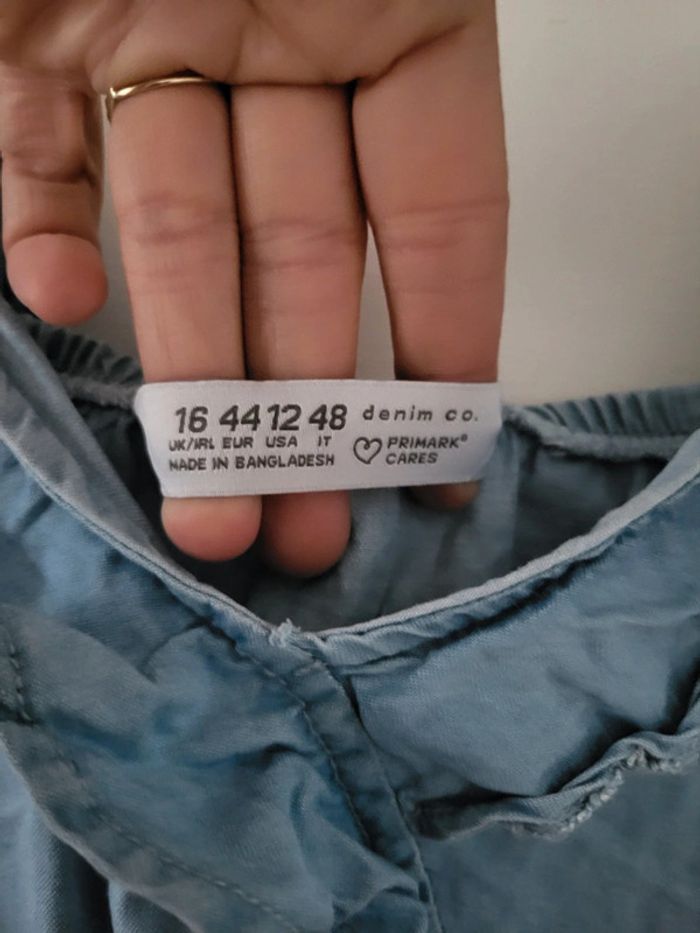 16 44 12 48 denim co.
UK/IRL EUR USA IT PRIMARK®
MADE IN BANGLADESH CARES